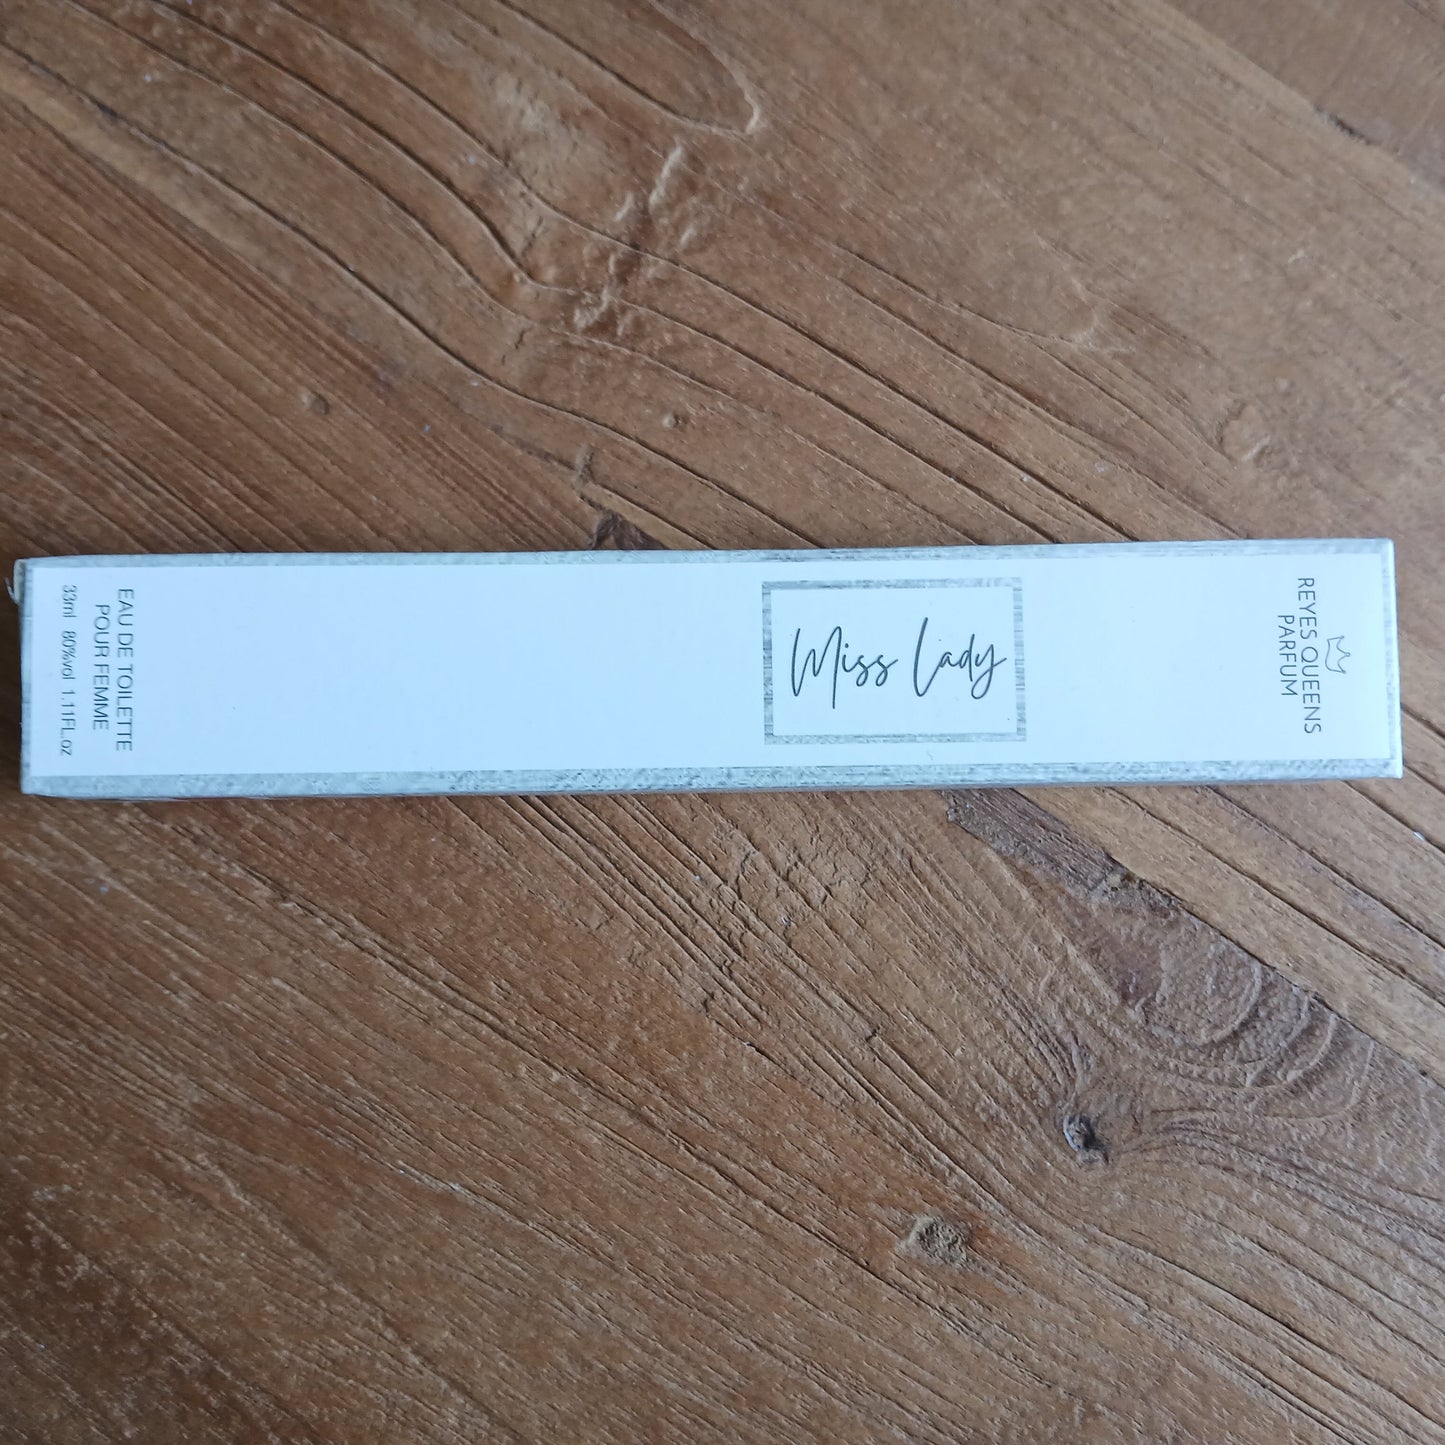 REYES QUEENS
PARFUM
Miss Lady
EAU DE TOILETTE
POUR FEMME
33ml 80%vol 1.11FL.oz